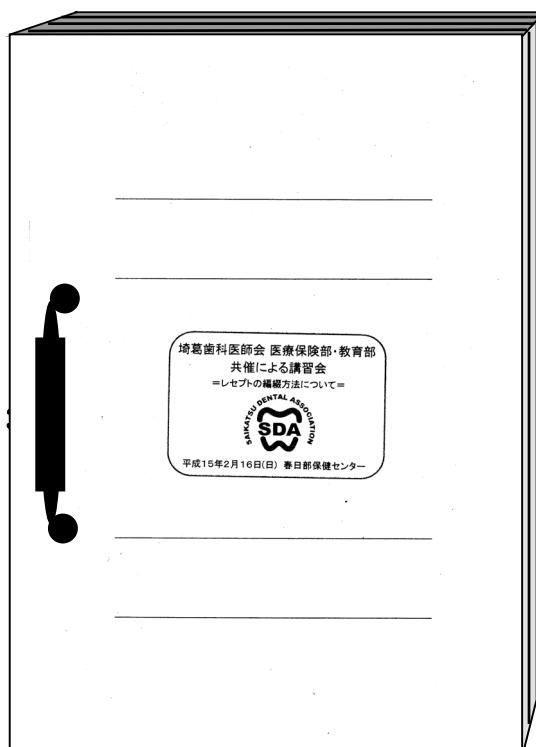 埼葛歯科医師会 医療保険部・教育部
共催による講習会
=レセプトの編綴方法について=
SAIKATSU DENTAL ASSOCIATION
SDA
平成15年2月16日(日) 春日部保健センター